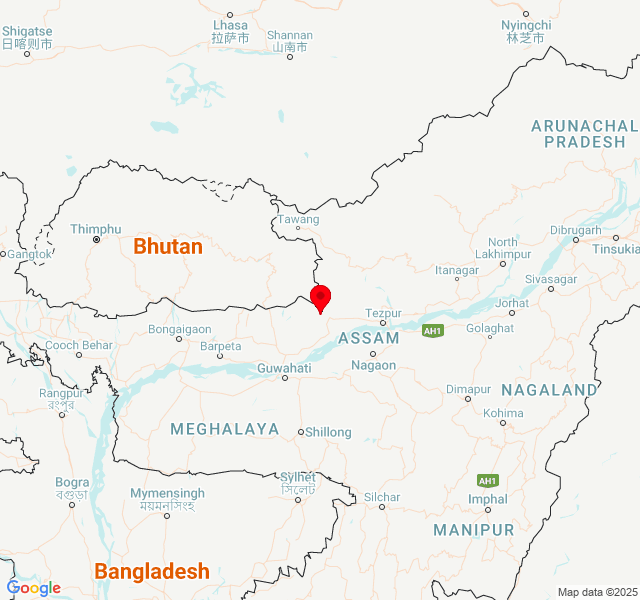 Lhasa
拉萨市
Nyingchi
林芝市
Shigatse
日喀则市
Shannan
山南市
ARUNACHAL
PRADESH
Tawang
Thimphu
Bhutan
Gangtok
Dibrugarh
Tinsukia
North
Lakhimpur
Itanagar
Sivasagar
Jorhat
Tezpur
Golaghat
AH1
ASSAM
Bongaigaon
Barpeta
Cooch Behar
Guwahati
Nagaon
Rangpur
রংপুর
Dimapur
NAGALAND
Kohima
MEGHALAYA
Shillong
Bogra
বগুড়া
Mymensingh
ময়মনসিংহ
Sylhet
সিলেট
Silchar
AH1
Imphal
MANIPUR
Bangladesh
Google
Map data ©2025